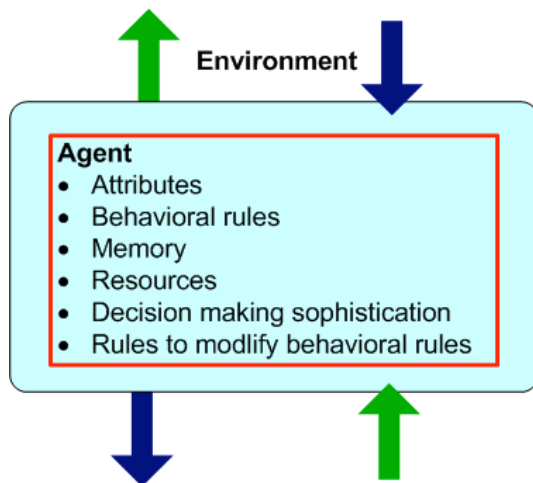 Environment
Agent
• Attributes
• Behavioral rules
• Memory
• Resources
• Decision making sophistication
• Rules to modlify behavioral rules